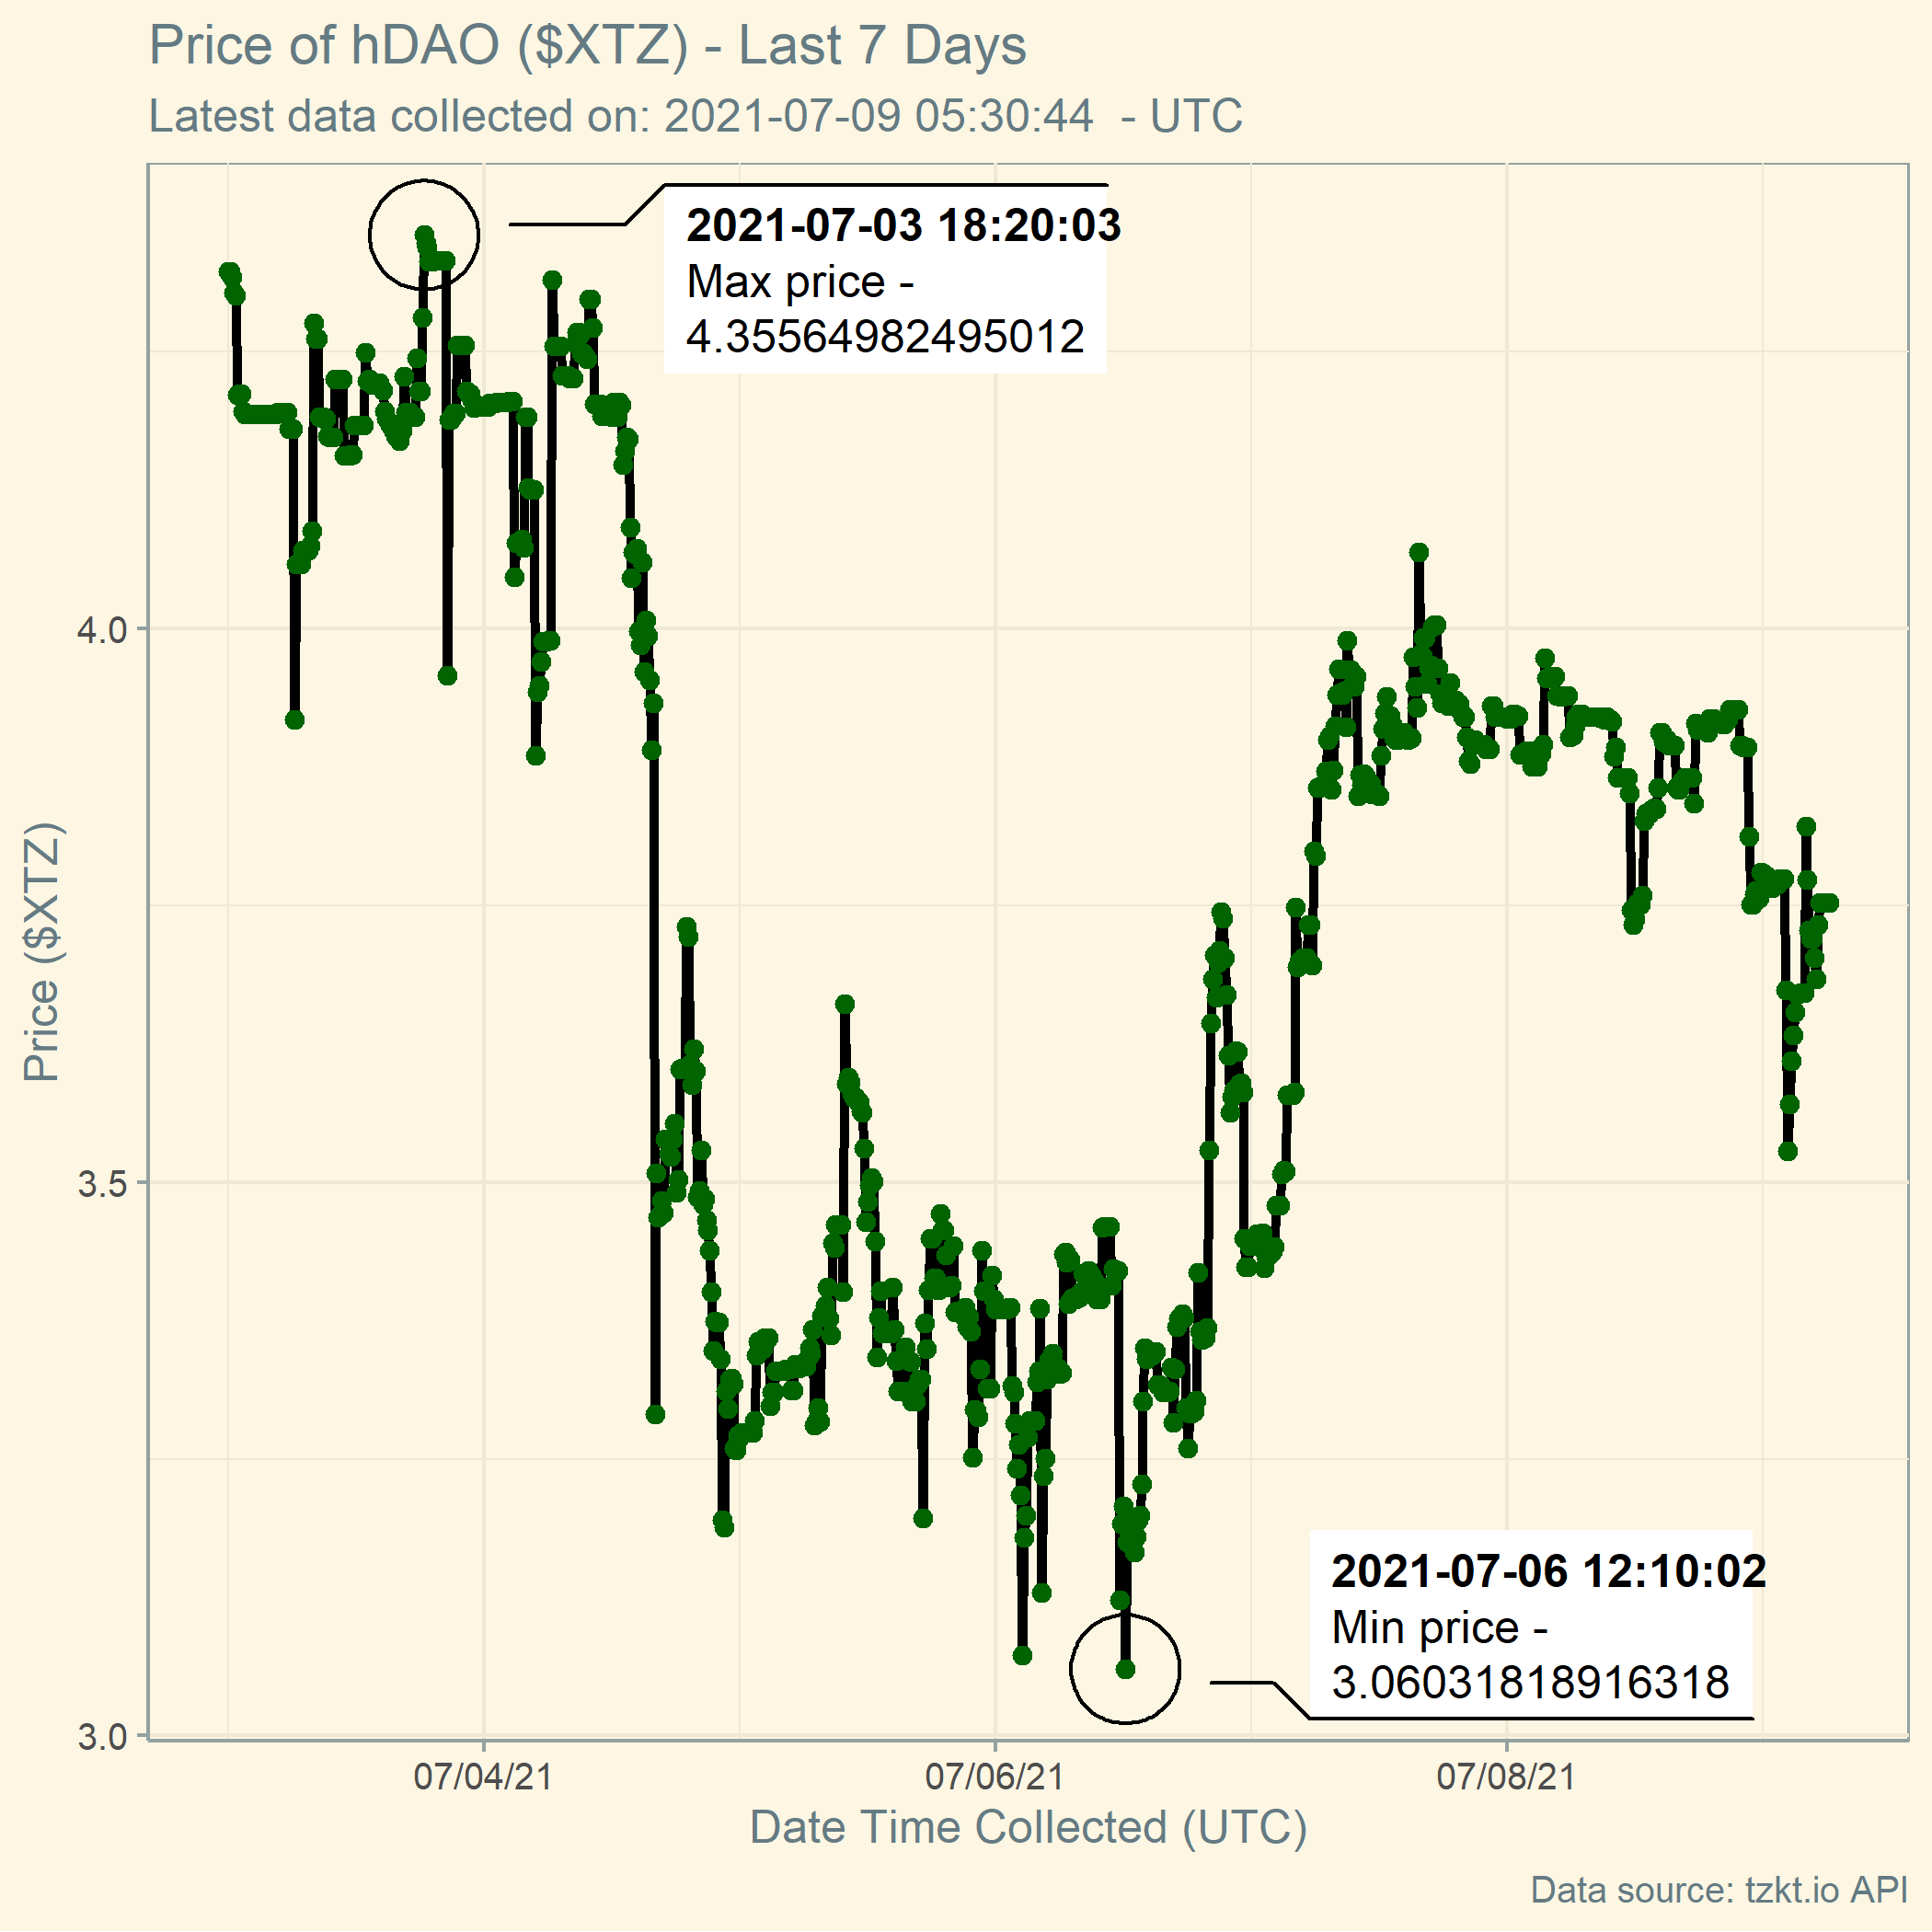 Price of hDAO ($XTZ) - Last 7 Days
Latest data collected on: 2021-07-09 05:30:44  - UTC
2021-07-03 18:20:03
Max price -
4.35564982495012
4.0
3.5
3.0
Price ($XTZ)
2021-07-06 12:10:02
Min price -
3.06031818916318
07/04/21
07/06/21
07/08/21
Date Time Collected (UTC)
Data source: tzkt.io API